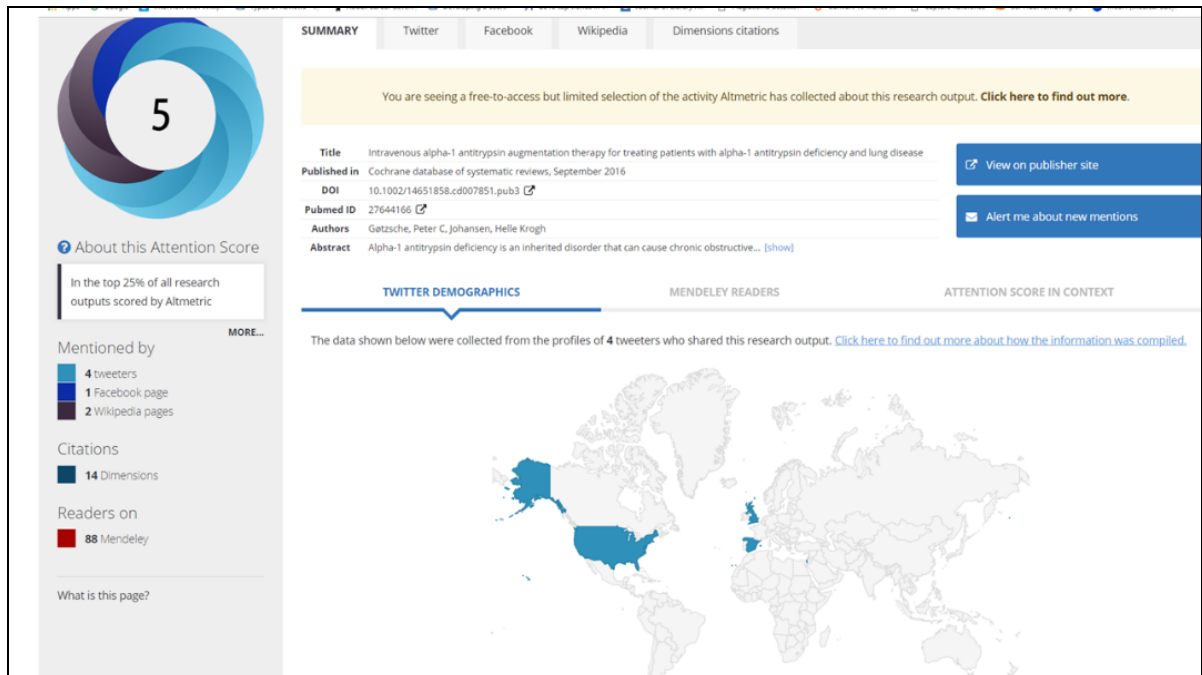 SUMMARY Twitter Facebook Wikipedia Dimensions citations
5
You are seeing a free-to-access but limited selection of the activity Altmetric has collected about this research output. Click here to find out more.
Title Intravenous alpha-1 antitrypsin augmentation therapy for treating patients with alpha-1 antitrypsin deficiency and lung disease
Published in Cochrane database of systematic reviews, September 2016
DOI 10.1002/14651858.cd007851.pub3
Pubmed ID 27644166
Authors Gøtzsche, Peter C, Johansen, Helle Krogh
Abstract Alpha-1 antitrypsin deficiency is an inherited disorder that can cause chronic obstructive... [show]
View on publisher site
Alert me about new mentions
? About this Attention Score
In the top 25% of all research
outputs scored by Altmetric
MORE...
Mentioned by
4 tweeters
1 Facebook page
2 Wikipedia pages
Citations
14 Dimensions
Readers on
88 Mendeley
What is this page?
TWITTER DEMOGRAPHICS MENDELEY READERS ATTENTION SCORE IN CONTEXT
The data shown below were collected from the profiles of 4 tweeters who shared this research output. Click here to find out more about how the information was compiled.